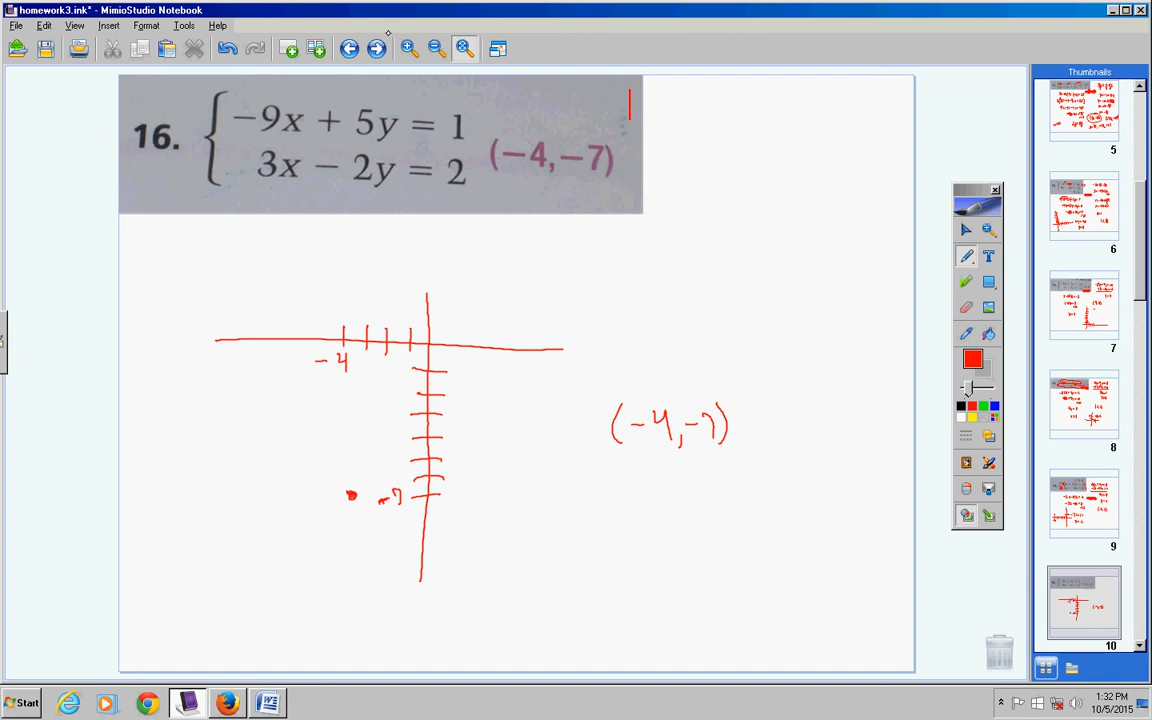 homework3.ink* - MimioStudio Notebook
File Edit View Insert Format Tools Help
Thumbnails
16. { −9x + 5y = 1
3x − 2y = 2 (−4, −7)
-4
-7
(-4,-7)
5
6
7
8
9
10
Start
1:32 PM
10/5/2015